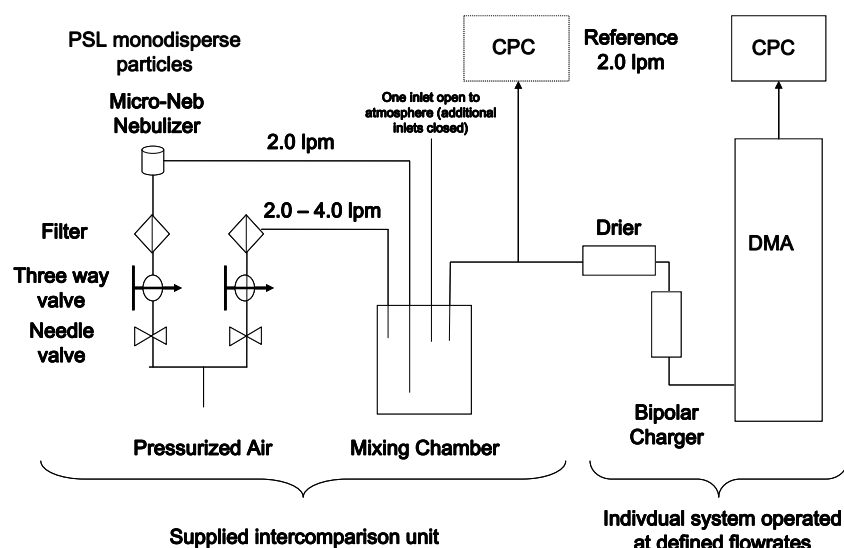 PSL monodisperse
particles
Micro-Neb
Nebulizer
CPC
Reference
2.0 lpm
CPC
One inlet open to
atmosphere (additional
inlets closed)
2.0 lpm
2.0 – 4.0 lpm
Filter
Three way
valve
Needle
valve
Drier
DMA
Bipolar
Charger
Pressurized Air
Mixing Chamber
Supplied intercomparison unit
Indivdual system operated
at defined flowrates